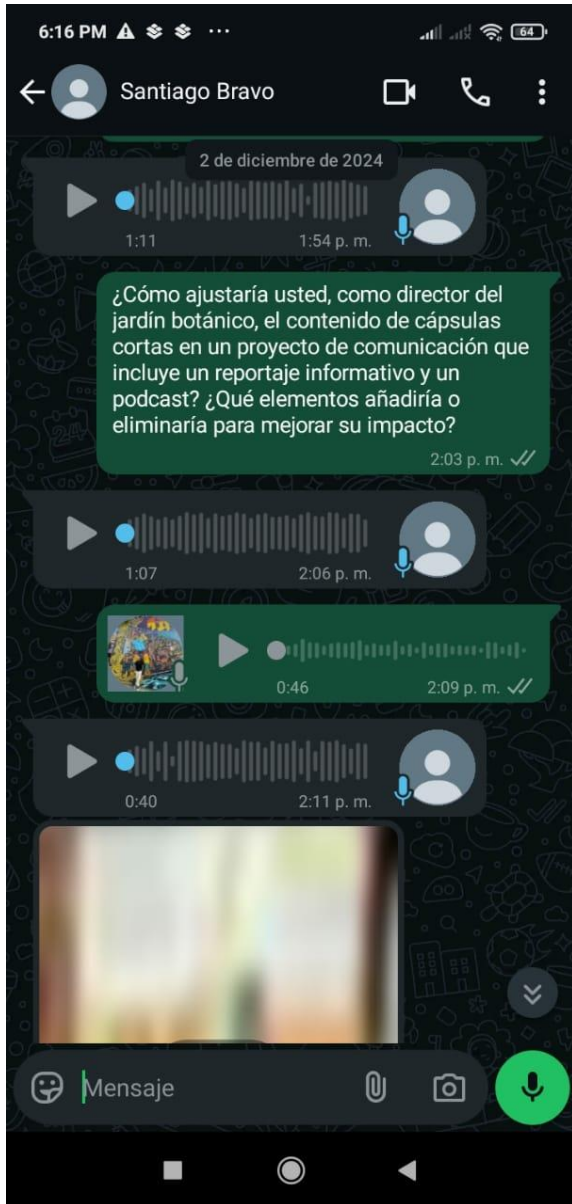 6:16 PM
64
Santiago Bravo
2 de diciembre de 2024
1:11
1:54 p. m.
¿Cómo ajustaría usted, como director del
jardín botánico, el contenido de cápsulas
cortas en un proyecto de comunicación que
incluye un reportaje informativo y un
podcast? ¿Qué elementos añadiría o
eliminaría para mejorar su impacto?
2:03 p. m.
1:07
2:06 p. m.
0:46
2:09 p. m.
0:40
2:11 p. m.
Mensaje